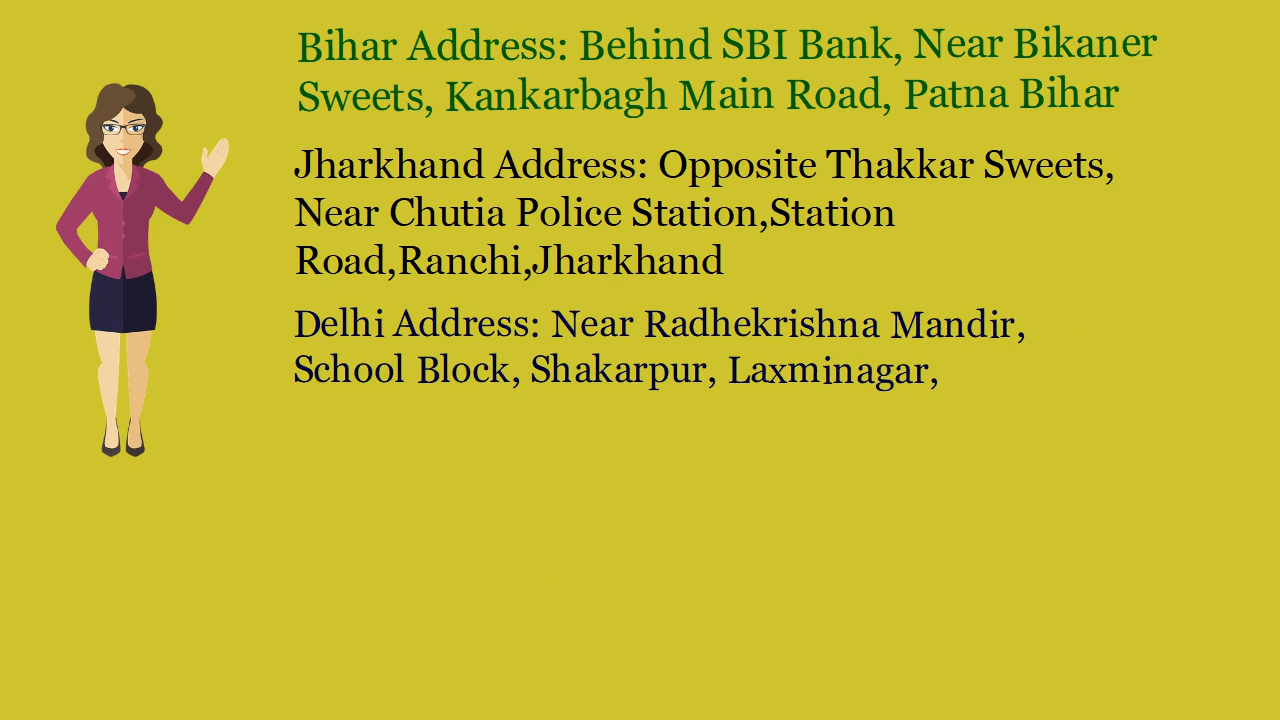 Bihar Address: Behind SBI Bank, Near Bikaner
Sweets, Kankarbagh Main Road, Patna Bihar
Jharkhand Address: Opposite Thakkar Sweets,
Near Chutia Police Station,Station
Road,Ranchi,Jharkhand
Delhi Address: Near Radhekrishna Mandir,
School Block, Shakarpur, Laxminagar,